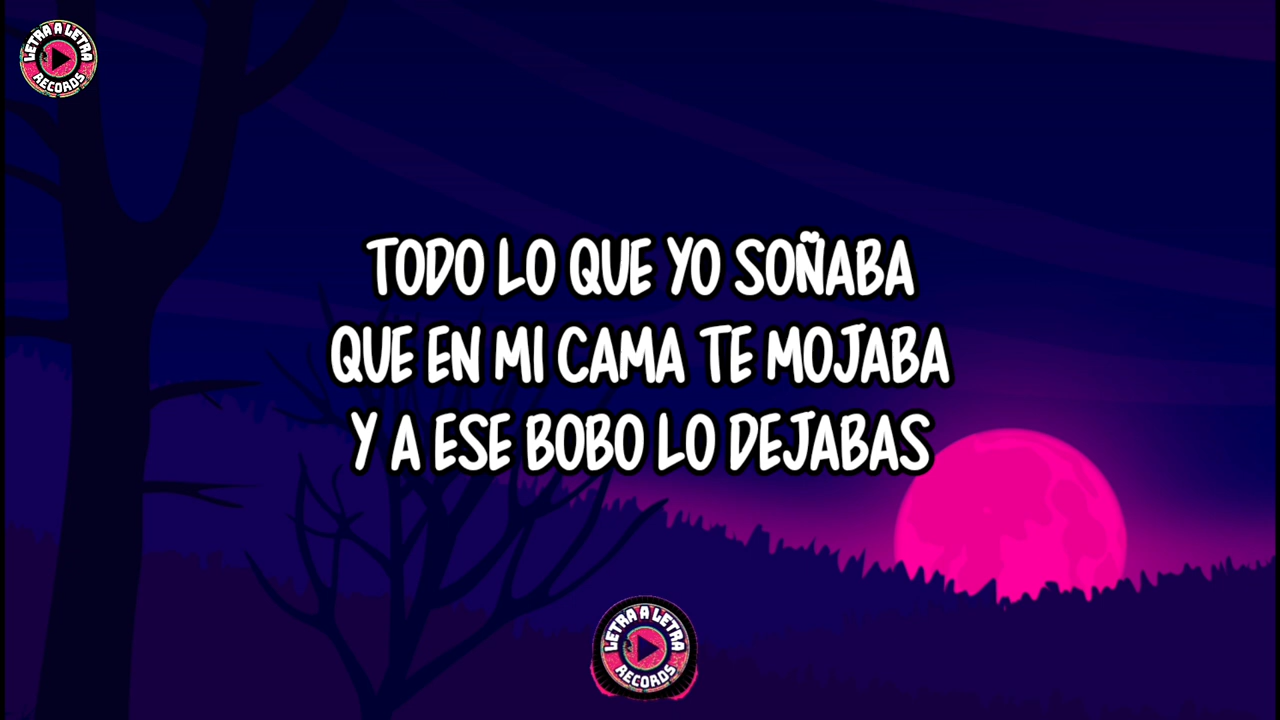 LETRA A LETRA
RECORDS
TODO LO QUE YO SOÑABA
QUE EN MI CAMA TE MOJABA
Y A ESE BOBO LO DEJABAS
LETRA A LETRA
RECORDS